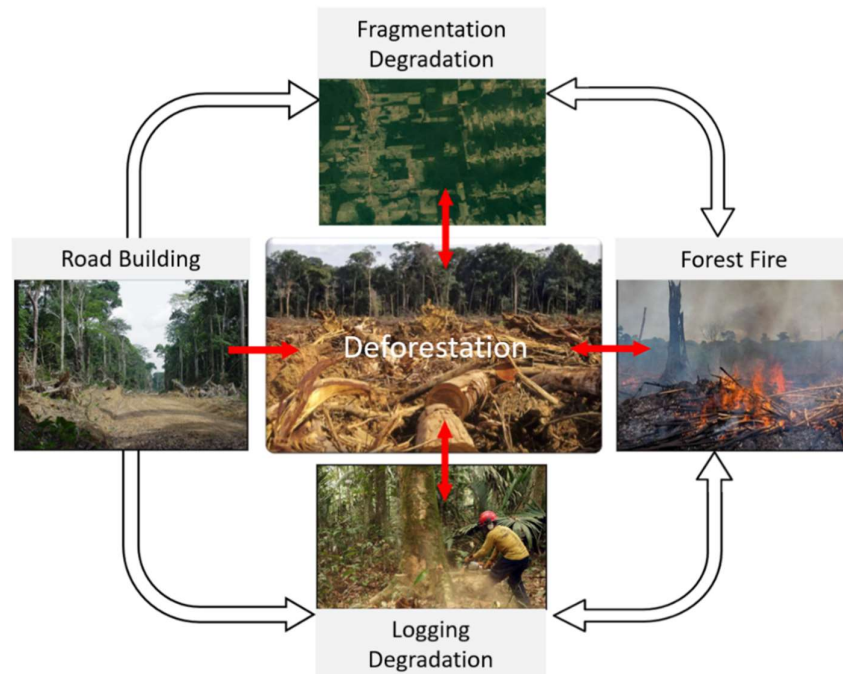 Fragmentation
Degradation
Road Building
Forest Fire
Deforestation
Logging
Degradation